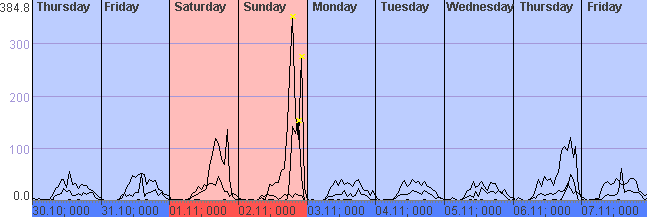 384.8 Thursday Friday Saturday Sunday Monday Tuesday Wednesday Thursday Friday
300
200
100
0.0
30.10; 000 31.10; 000 01.11; 000 02.11; 000 03.11; 000 04.11; 000 05.11; 000 06.11; 000 07.11; 000